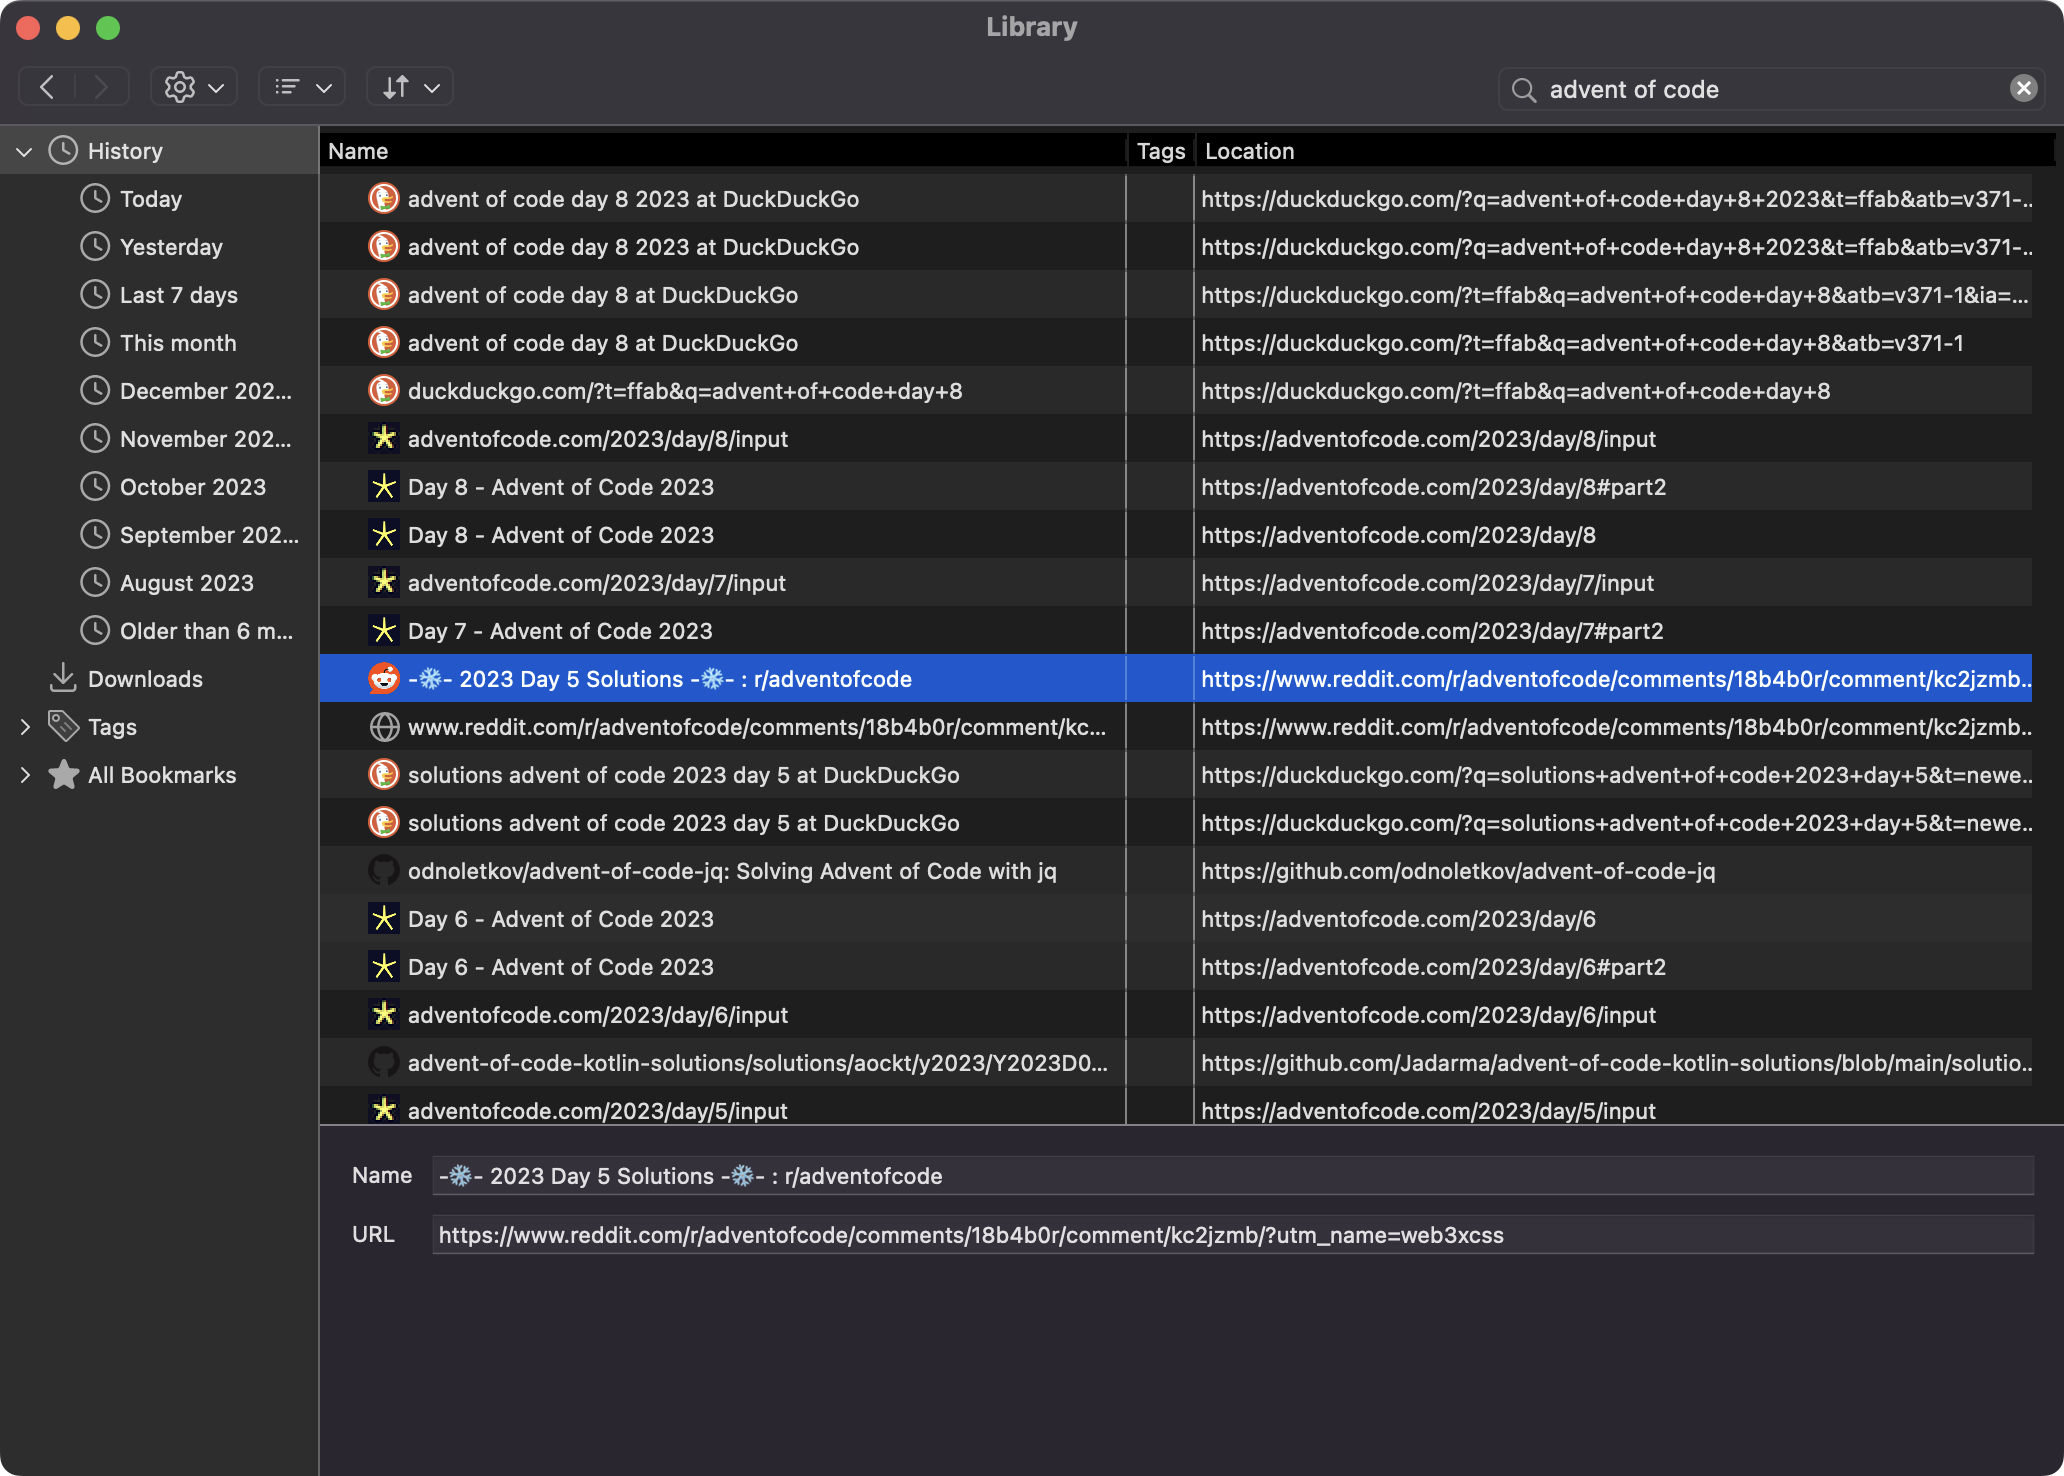 Library
advent of code
History
Today
Yesterday
Last 7 days
This month
December 202...
November 202...
October 2023
September 202...
August 2023
Older than 6 m...
Downloads
Tags
All Bookmarks
Name Tags Location
advent of code day 8 2023 at DuckDuckGo https://duckduckgo.com/?q=advent+of+code+day+8+2023&t=ffab&atb=v371-...
advent of code day 8 2023 at DuckDuckGo https://duckduckgo.com/?q=advent+of+code+day+8+2023&t=ffab&atb=v371-...
advent of code day 8 at DuckDuckGo https://duckduckgo.com/?t=ffab&q=advent+of+code+day+8&atb=v371-1&ia=...
advent of code day 8 at DuckDuckGo https://duckduckgo.com/?t=ffab&q=advent+of+code+day+8&atb=v371-1
duckduckgo.com/?t=ffab&q=advent+of+code+day+8 https://duckduckgo.com/?t=ffab&q=advent+of+code+day+8
adventofcode.com/2023/day/8/input https://adventofcode.com/2023/day/8/input
Day 8 - Advent of Code 2023 https://adventofcode.com/2023/day/8#part2
Day 8 - Advent of Code 2023 https://adventofcode.com/2023/day/8
adventofcode.com/2023/day/7/input https://adventofcode.com/2023/day/7/input
Day 7 - Advent of Code 2023 https://adventofcode.com/2023/day/7#part2
-❄️- 2023 Day 5 Solutions -❄️- : r/adventofcode https://www.reddit.com/r/adventofcode/comments/18b4b0r/comment/kc2jzmb...
www.reddit.com/r/adventofcode/comments/18b4b0r/comment/kc... https://www.reddit.com/r/adventofcode/comments/18b4b0r/comment/kc2jzmb...
solutions advent of code 2023 day 5 at DuckDuckGo https://duckduckgo.com/?q=solutions+advent+of+code+2023+day+5&t=newe...
solutions advent of code 2023 day 5 at DuckDuckGo https://duckduckgo.com/?q=solutions+advent+of+code+2023+day+5&t=newe...
odnoletkov/advent-of-code-jq: Solving Advent of Code with jq https://github.com/odnoletkov/advent-of-code-jq
Day 6 - Advent of Code 2023 https://adventofcode.com/2023/day/6
Day 6 - Advent of Code 2023 https://adventofcode.com/2023/day/6#part2
adventofcode.com/2023/day/6/input https://adventofcode.com/2023/day/6/input
advent-of-code-kotlin-solutions/solutions/aockt/y2023/Y2023D0... https://github.com/Jadarma/advent-of-code-kotlin-solutions/blob/main/solutio...
adventofcode.com/2023/day/5/input https://adventofcode.com/2023/day/5/input
Name -❄️- 2023 Day 5 Solutions -❄️- : r/adventofcode
URL https://www.reddit.com/r/adventofcode/comments/18b4b0r/comment/kc2jzmb/?utm_name=web3xcss